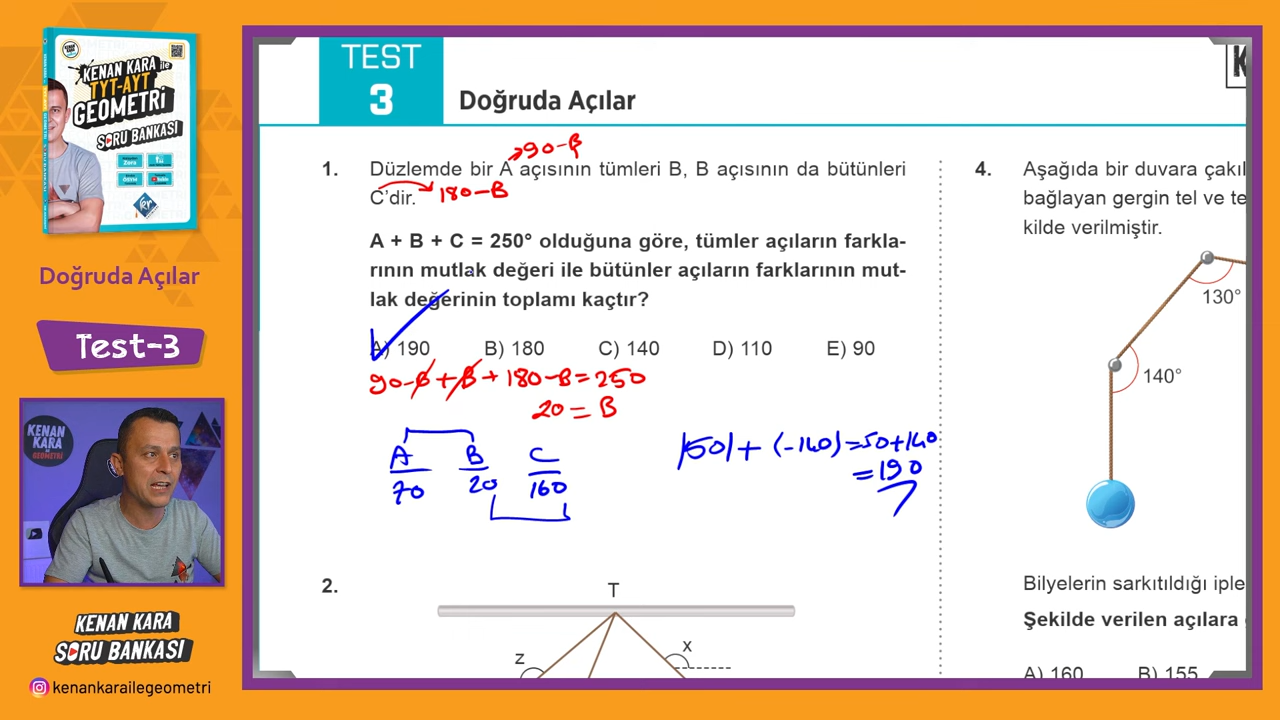 KENAN KARA ile
TYT-AYT
GEOMETRİ
SORU BANKASI
Doğruda Açılar
Test-3
KENAN KARA
GEOMETRİ
KENAN KARA
SORU BANKASI
kenankarailegeometri
TEST
3
Doğruda Açılar
K
90-B
1. Düzlemde bir A açısının tümleri B, B açısının da bütünleri
C'dir.
180-B
A + B + C = 250° olduğuna göre, tümler açıların farkla-
rının mutlak değeri ile bütünler açıların farklarının mut-
lak değerinin toplamı kaçtır?
A) 190 B) 180 C) 140 D) 110 E) 90
90-B+B+180-B=250
20=B
A B C
70 20 160
|50|+(-140)=50+140
=190
2.
T
z
x
4. Aşağıda bir duvara çakıl
bağlayan gergin tel ve te
kilde verilmiştir.
130°
140°
Bilyelerin sarkıtıldığı iple
Şekilde verilen açılara
A) 160 B) 155